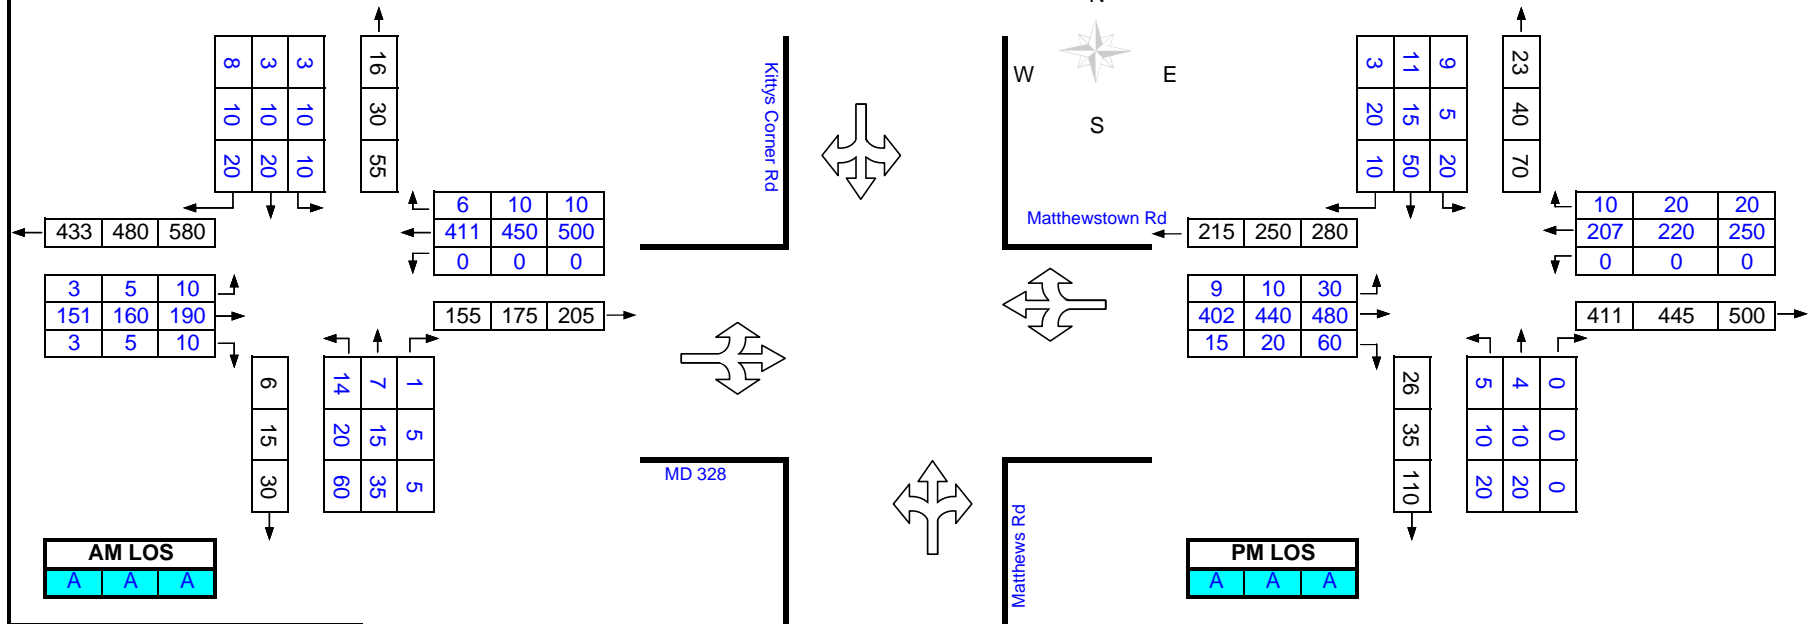 N
W E
S
Kittys Corner Rd
Matthewstown Rd
MD 328
Matthews Rd
8 3 3
10 10 10
20 20 10
16
30
55
6 10 10
411 450 500
0 0 0
433 480 580
3 5 10
151 160 190
3 5 10
155 175 205
6
15
30
14 7 1
20 15 5
60 35 5
AM LOS
A A A
3 11 9
20 15 5
10 50 20
23
40
70
10 20 20
207 220 250
0 0 0
215 250 280
9 10 30
402 440 480
15 20 60
411 445 500
26
35
110
5 4 0
10 10 0
20 20 0
PM LOS
A A A